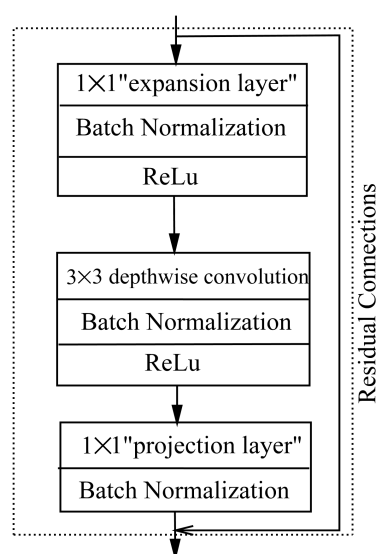 1×1"expansion layer"
Batch Normalization
ReLu
3×3 depthwise convolution
Batch Normalization
ReLu
1×1"projection layer"
Batch Normalization
Residual Connections